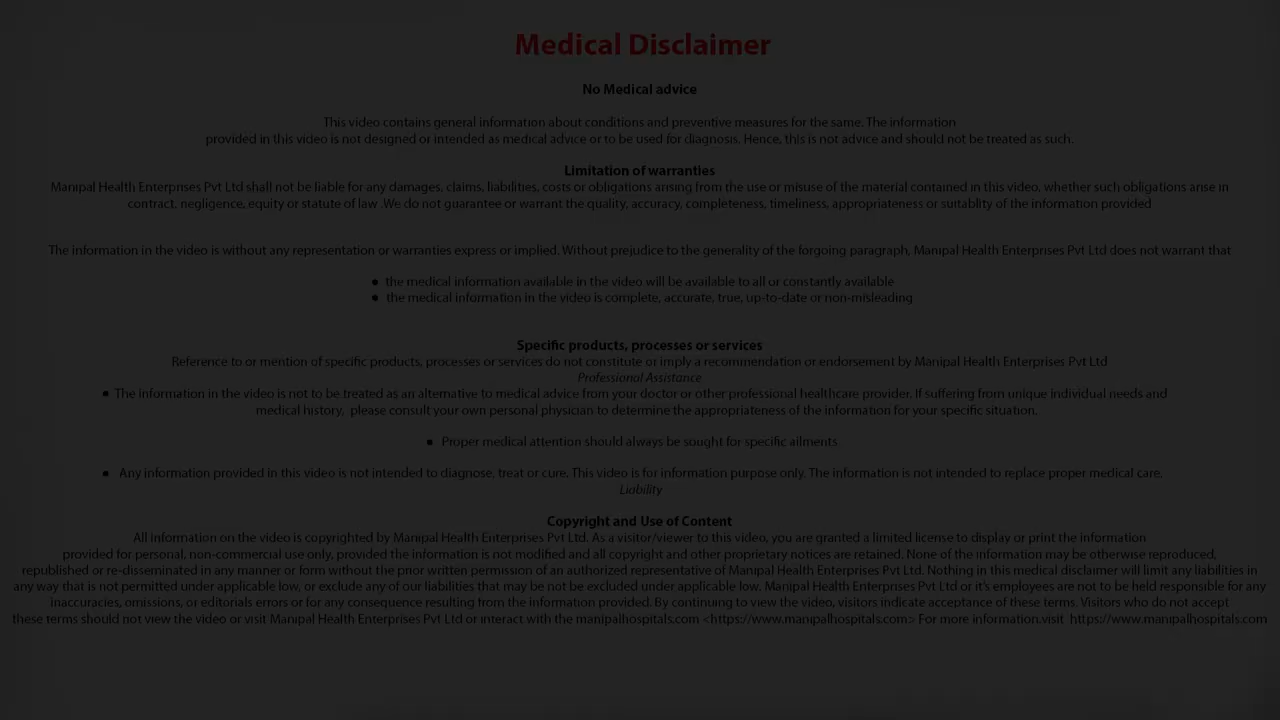 Medical Disclaimer
No Medical advice
This video contains general information about conditions and preventive measures for the same. The information
provided in this video is not designed or intended as medical advice or to be used for diagnosis. Hence, this is not advice and should not be treated as such.
Limitation of warranties
Manipal Health Enterprises Pvt Ltd shall not be liable for any damages, claims, liabilities, costs or obligations arising from the use or misuse of the material contained in this video, whether such obligations arise in
contract, negligence, equity or statute of law .We do not guarantee or warrant the quality, accuracy, completeness, timeliness, appropriateness or suitablity of the information provided
The information in the video is without any representation or warranties express or implied. Without prejudice to the generality of the forgoing paragraph, Manipal Health Enterprises Pvt Ltd does not warrant that
● the medical information available in the video will be available to all or constantly available
● the medical information in the video is complete, accurate, true, up-to-date or non-misleading
Specific products, processes or services
Reference to or mention of specific products, processes or services do not constitute or imply a recommendation or endorsement by Manipal Health Enterprises Pvt Ltd
Professional Assistance
● The information in the video is not to be treated as an alternative to medical advice from your doctor or other professional healthcare provider. If suffering from unique individual needs and
medical history, please consult your own personal physician to determine the appropriateness of the information for your specific situation.
● Proper medical attention should always be sought for specific ailments
● Any information provided in this video is not intended to diagnose, treat or cure. This video is for information purpose only. The information is not intended to replace proper medical care.
Liability
Copyright and Use of Content
All information on the video is copyrighted by Manipal Health Enterprises Pvt Ltd. As a visitor/viewer to this video, you are granted a limited license to display or print the information
provided for personal, non-commercial use only, provided the information is not modified and all copyright and other proprietary notices are retained. None of the information may be otherwise reproduced,
republished or re-disseminated in any manner or form without the prior written permission of an authorized representative of Manipal Health Enterprises Pvt Ltd. Nothing in this medical disclaimer will limit any liabilities in
any way that is not permitted under applicable low, or exclude any of our liabilities that may be not be excluded under applicable low. Manipal Health Enterprises Pvt Ltd or it's employees are not to be held responsible for any
inaccuracies, omissions, or editorials errors or for any consequence resulting from the information provided. By continuing to view the video, visitors indicate acceptance of these terms. Visitors who do not accept
these terms should not view the video or visit Manipal Health Enterprises Pvt Ltd or interact with the manipalhospitals.com <https://www.manipalhospitals.com> For more information.visit https://www.manipalhospitals.com